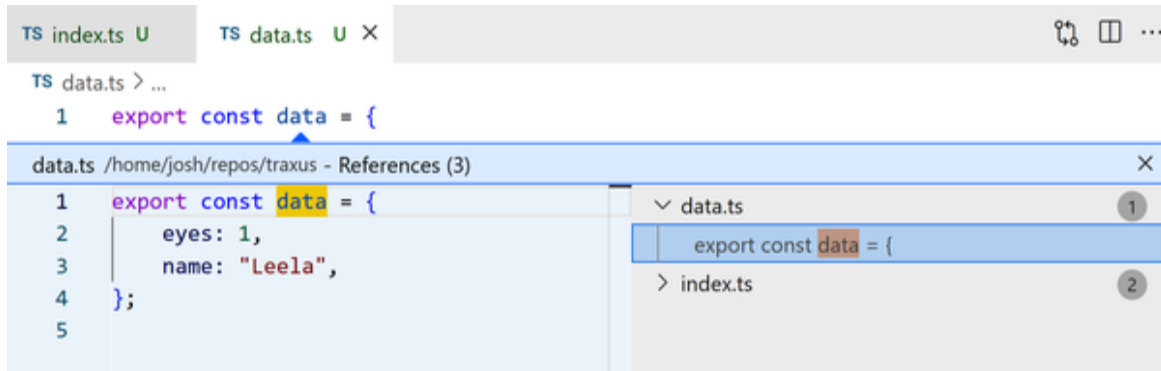 TS index.ts U TS data.ts U ×
TS data.ts > ...
1 export const data = {
data.ts /home/josh/repos/traxus - References (3) ×
1 export const data = {
2 eyes: 1,
3 name: "Leela",
4 };
5
data.ts 1
export const data = {
index.ts 2